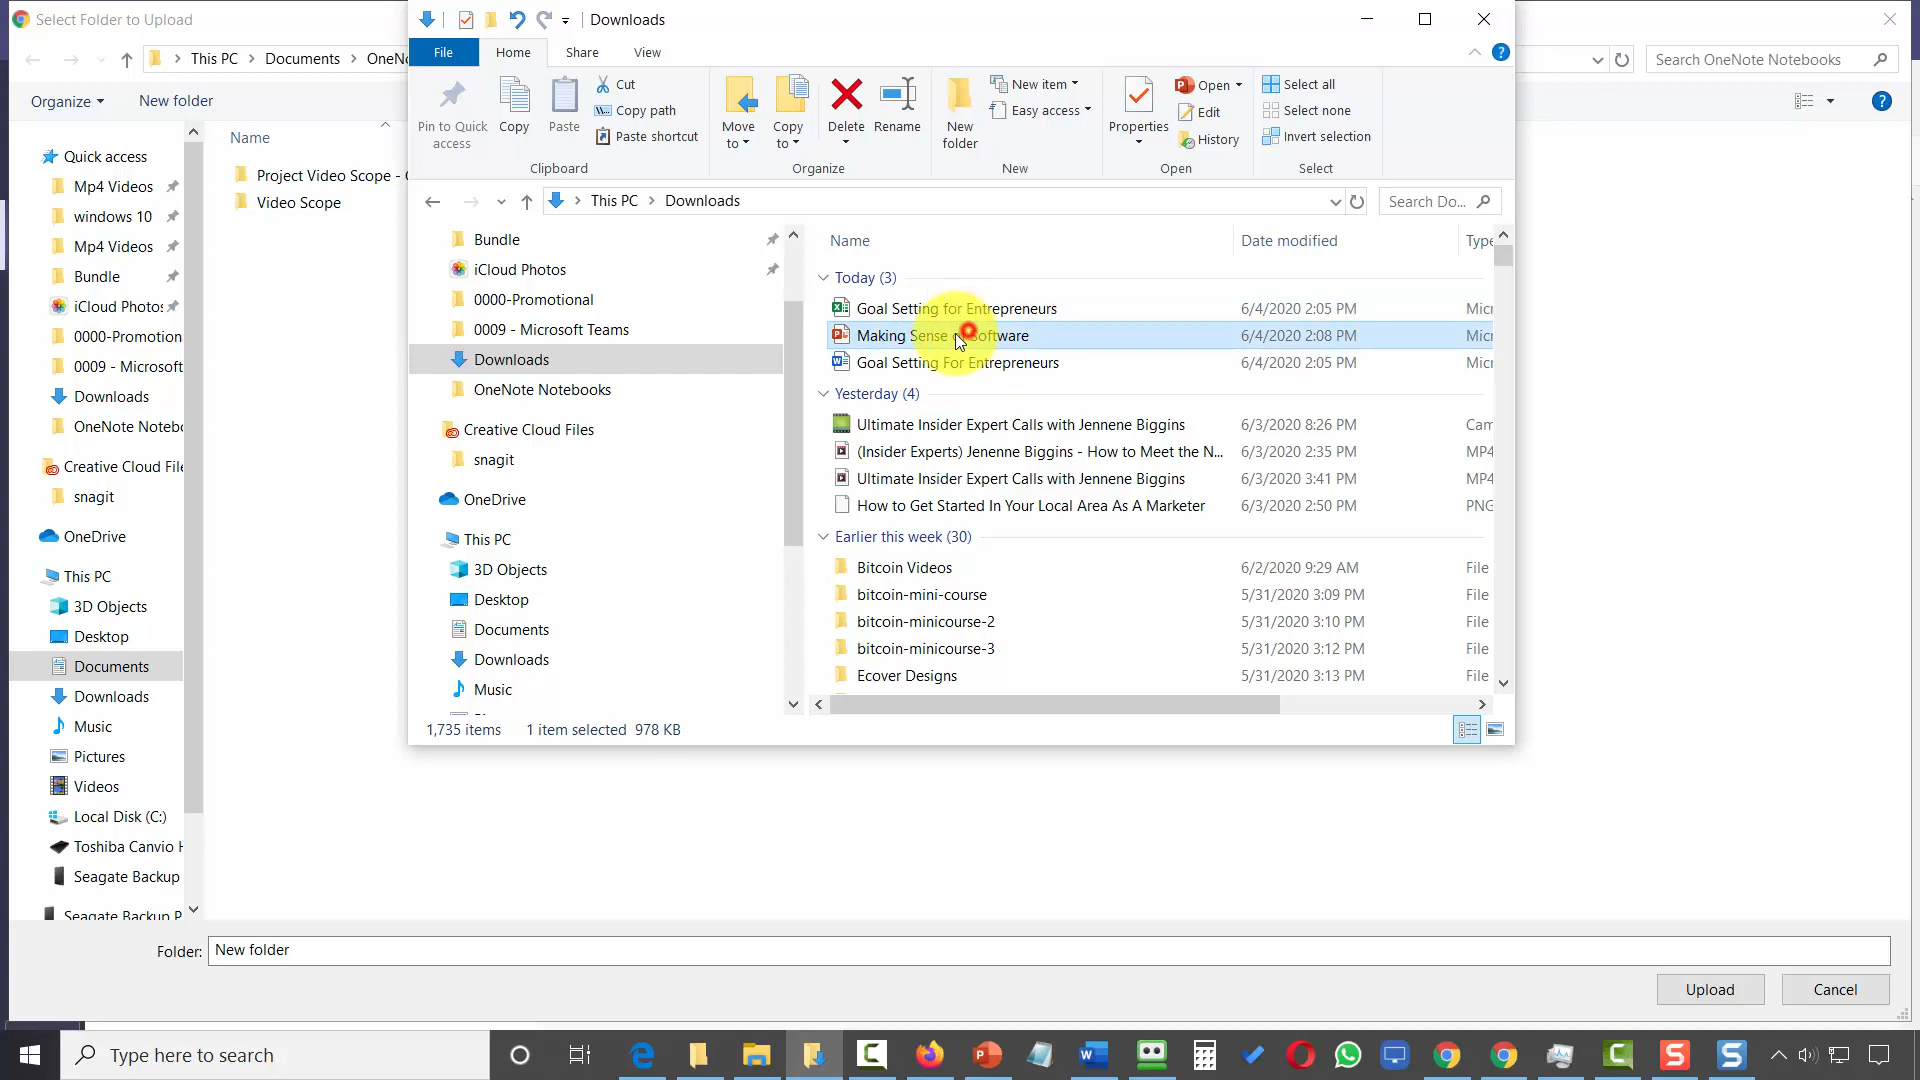 Select Folder to Upload
This PC > Documents > OneNo
Search OneNote Notebooks
Organize
New folder
Quick access
Mp4 Videos
windows 10
Mp4 Videos
Bundle
iCloud Photos
0000-Promotion
0009 - Microsoft
Downloads
OneNote Noteb
Creative Cloud File
snagit
OneDrive
This PC
3D Objects
Desktop
Documents
Downloads
Music
Pictures
Videos
Local Disk (C:)
Toshiba Canvio
Seagate Backup
Seagate Backup P
Name
Project Video Scope -
Video Scope
Downloads
File
Home
Share
View
Pin to Quick access
Copy
Paste
Cut
Copy path
Paste shortcut
Clipboard
Move to
Copy to
Delete
Rename
Organize
New folder
New item
Easy access
New
Properties
Open
Edit
History
Open
Select all
Select none
Invert selection
Select
This PC > Downloads
Search Do...
Bundle
iCloud Photos
0000-Promotional
0009 - Microsoft Teams
Downloads
OneNote Notebooks
Creative Cloud Files
snagit
OneDrive
This PC
3D Objects
Desktop
Documents
Downloads
Music
Name Date modified Type
Today (3)
Goal Setting for Entrepreneurs 6/4/2020 2:05 PM Micr
Making Sense of Software 6/4/2020 2:08 PM Micr
Goal Setting For Entrepreneurs 6/4/2020 2:05 PM Micr
Yesterday (4)
Ultimate Insider Expert Calls with Jennene Biggins 6/3/2020 8:26 PM Cam
(Insider Experts) Jenenne Biggins - How to Meet the N... 6/3/2020 2:35 PM MP4
Ultimate Insider Expert Calls with Jennene Biggins 6/3/2020 3:41 PM MP4
How to Get Started In Your Local Area As A Marketer 6/3/2020 2:50 PM PNG
Earlier this week (30)
Bitcoin Videos 6/2/2020 9:29 AM File
bitcoin-mini-course 5/31/2020 3:09 PM File
bitcoin-minicourse-2 5/31/2020 3:10 PM File
bitcoin-minicourse-3 5/31/2020 3:12 PM File
Ecover Designs 5/31/2020 3:13 PM File
1,735 items 1 item selected 978 KB
Folder: New folder
Upload
Cancel
Type here to search